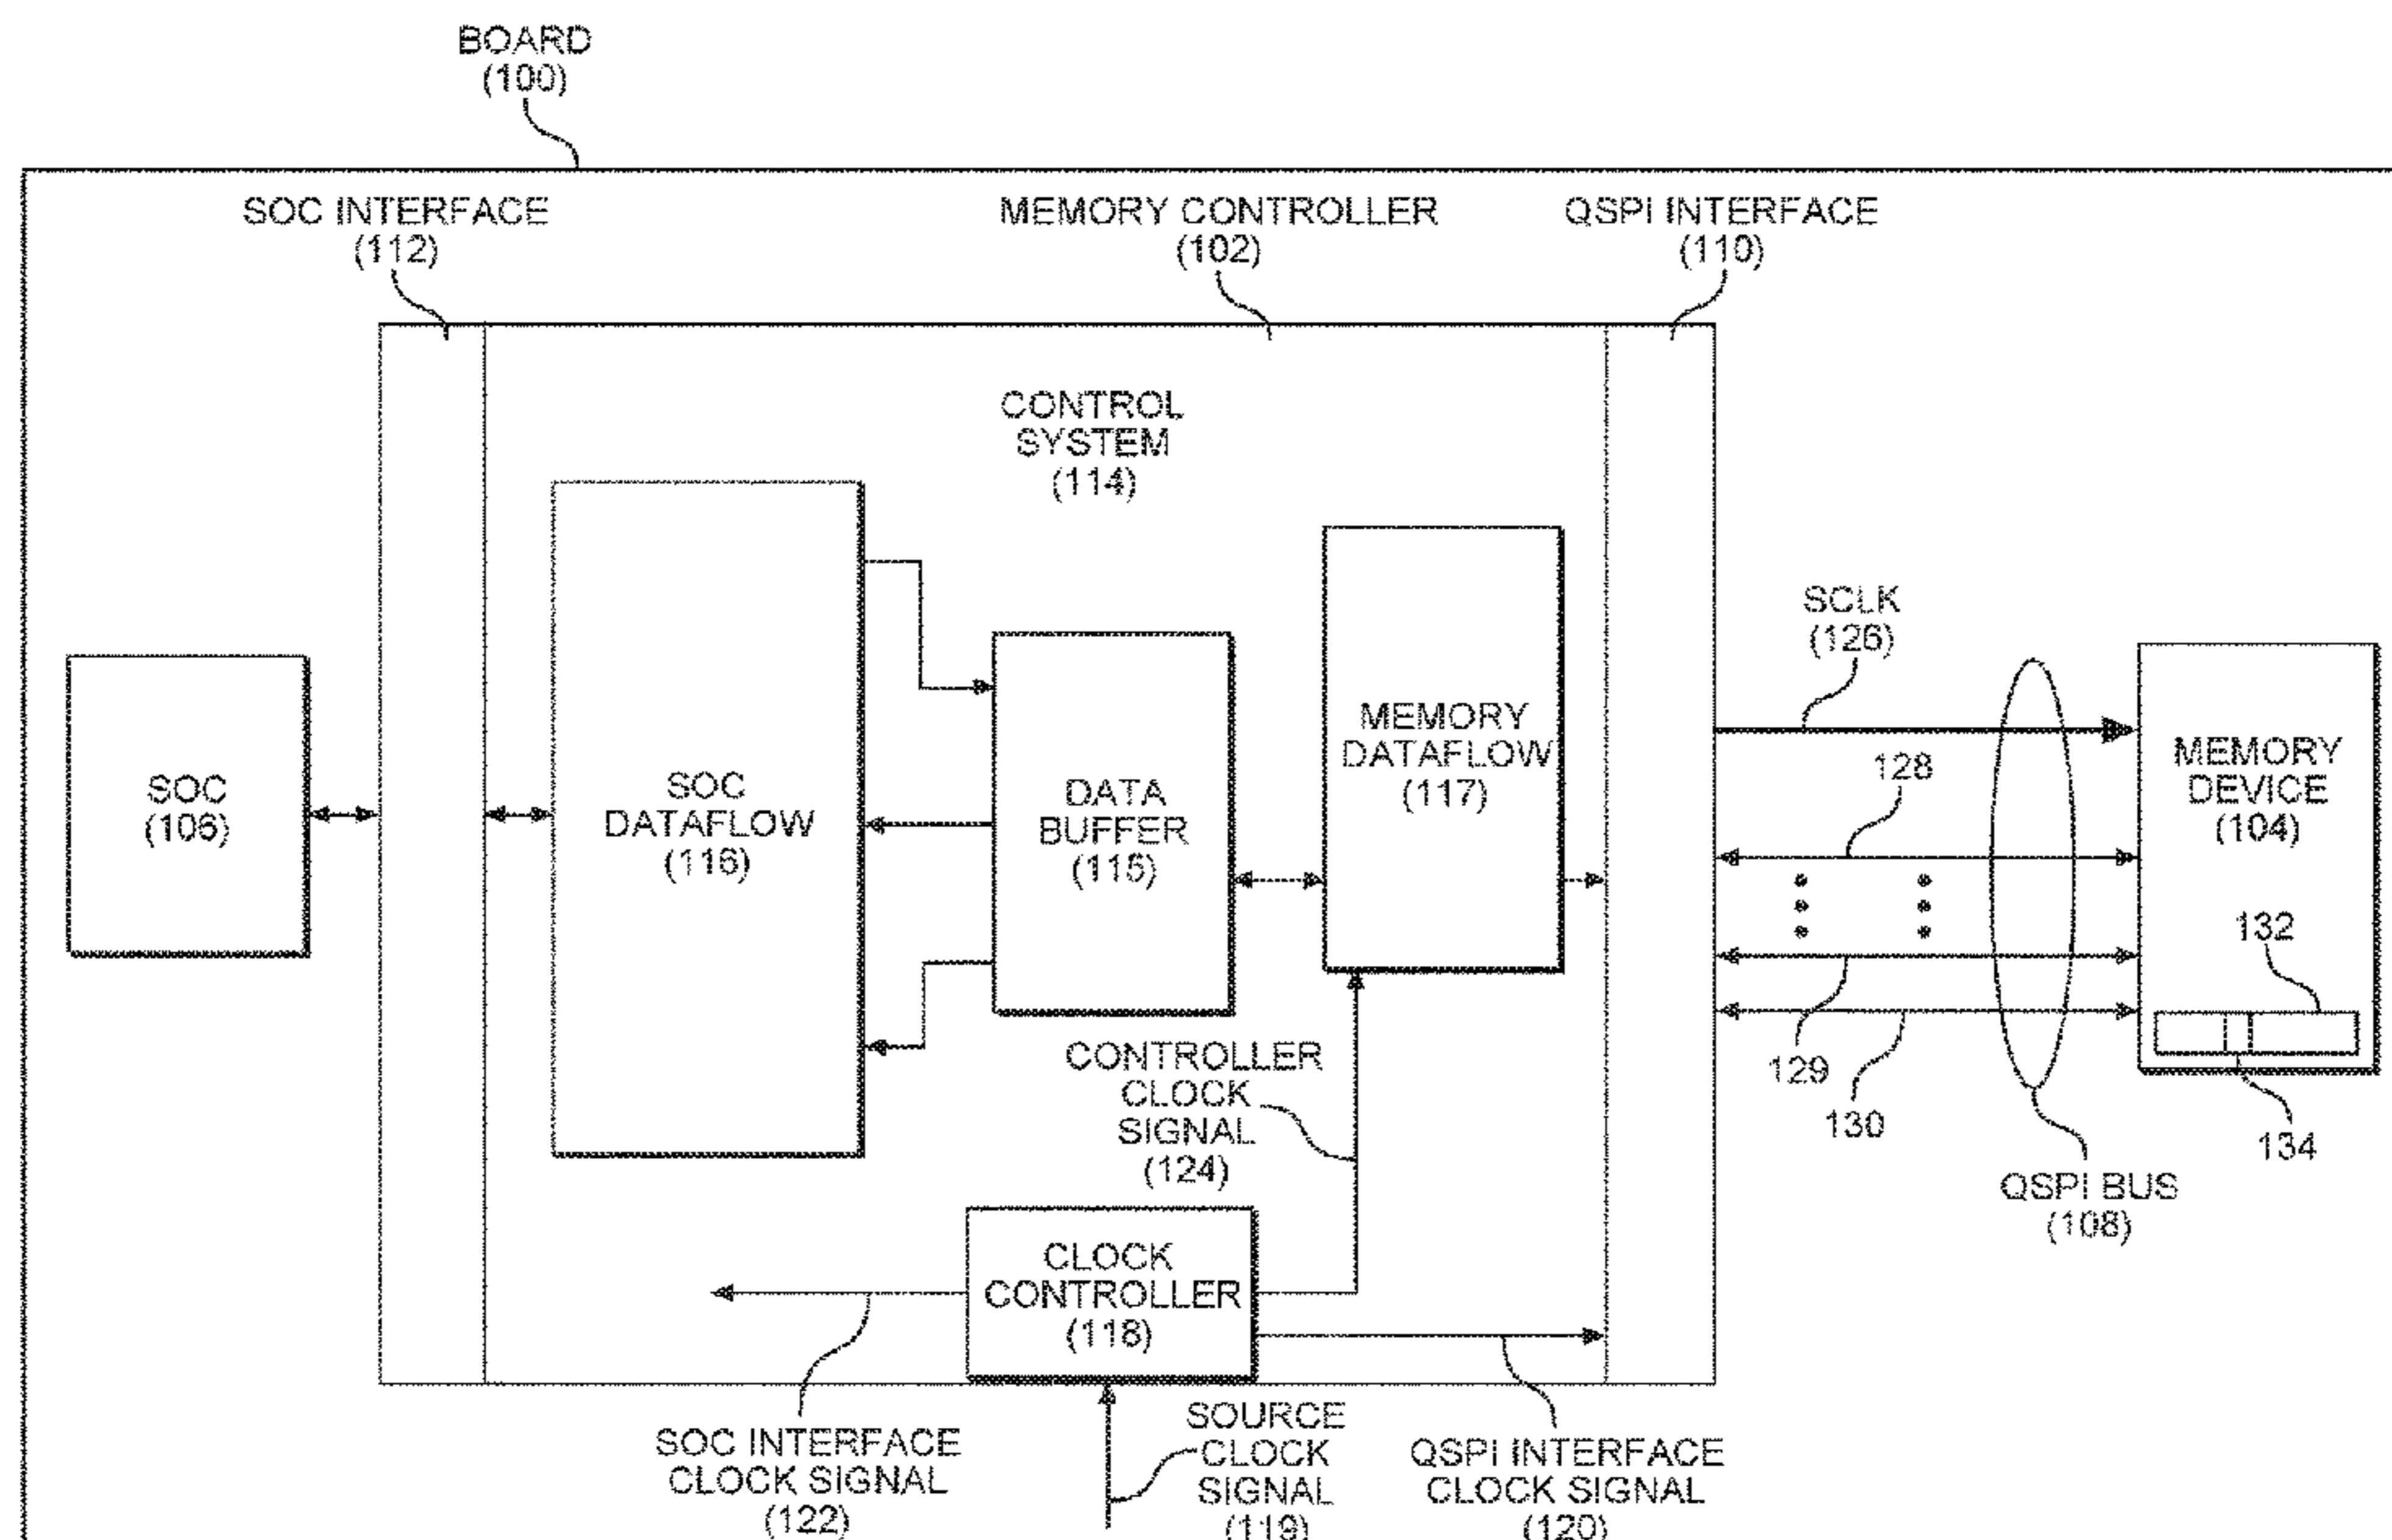 BOARD
(100)
SOC INTERFACE
(112)
MEMORY CONTROLLER
(102)
QSPI INTERFACE
(110)
CONTROL
SYSTEM
(114)
SCLK
(126)
SOC
(106)
SOC
DATAFLOW
(116)
DATA
BUFFER
(115)
MEMORY
DATAFLOW
(117)
128
MEMORY
DEVICE
(104)
132
129
130
134
QSPI BUS
(108)
CONTROLLER
CLOCK
SIGNAL
(124)
CLOCK
CONTROLLER
(118)
SOC INTERFACE
CLOCK SIGNAL
(122)
SOURCE
CLOCK
SIGNAL
(119)
QSPI INTERFACE
CLOCK SIGNAL
(120)